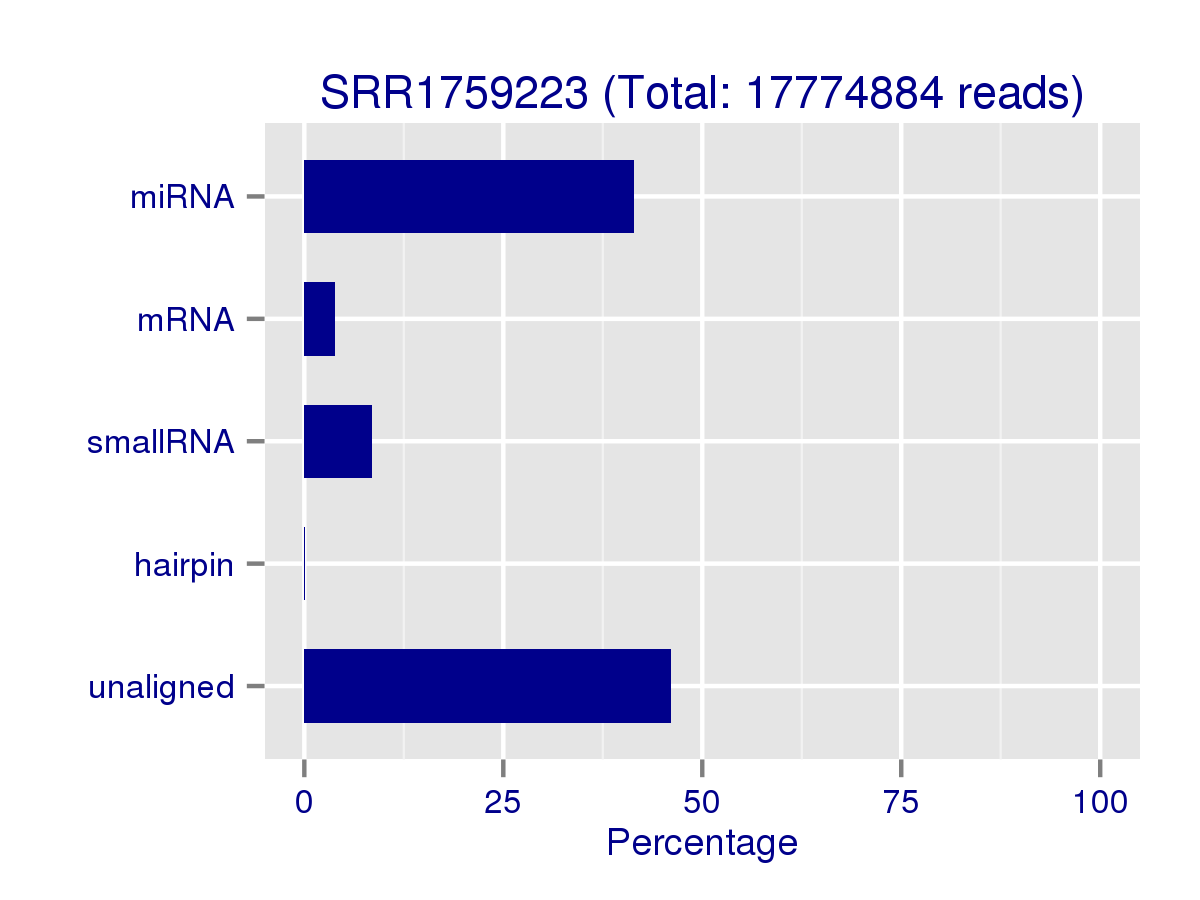 SRR1759223 (Total: 17774884 reads)
miRNA
mRNA
smallRNA
hairpin
unaligned
0 25 50 75 100
Percentage